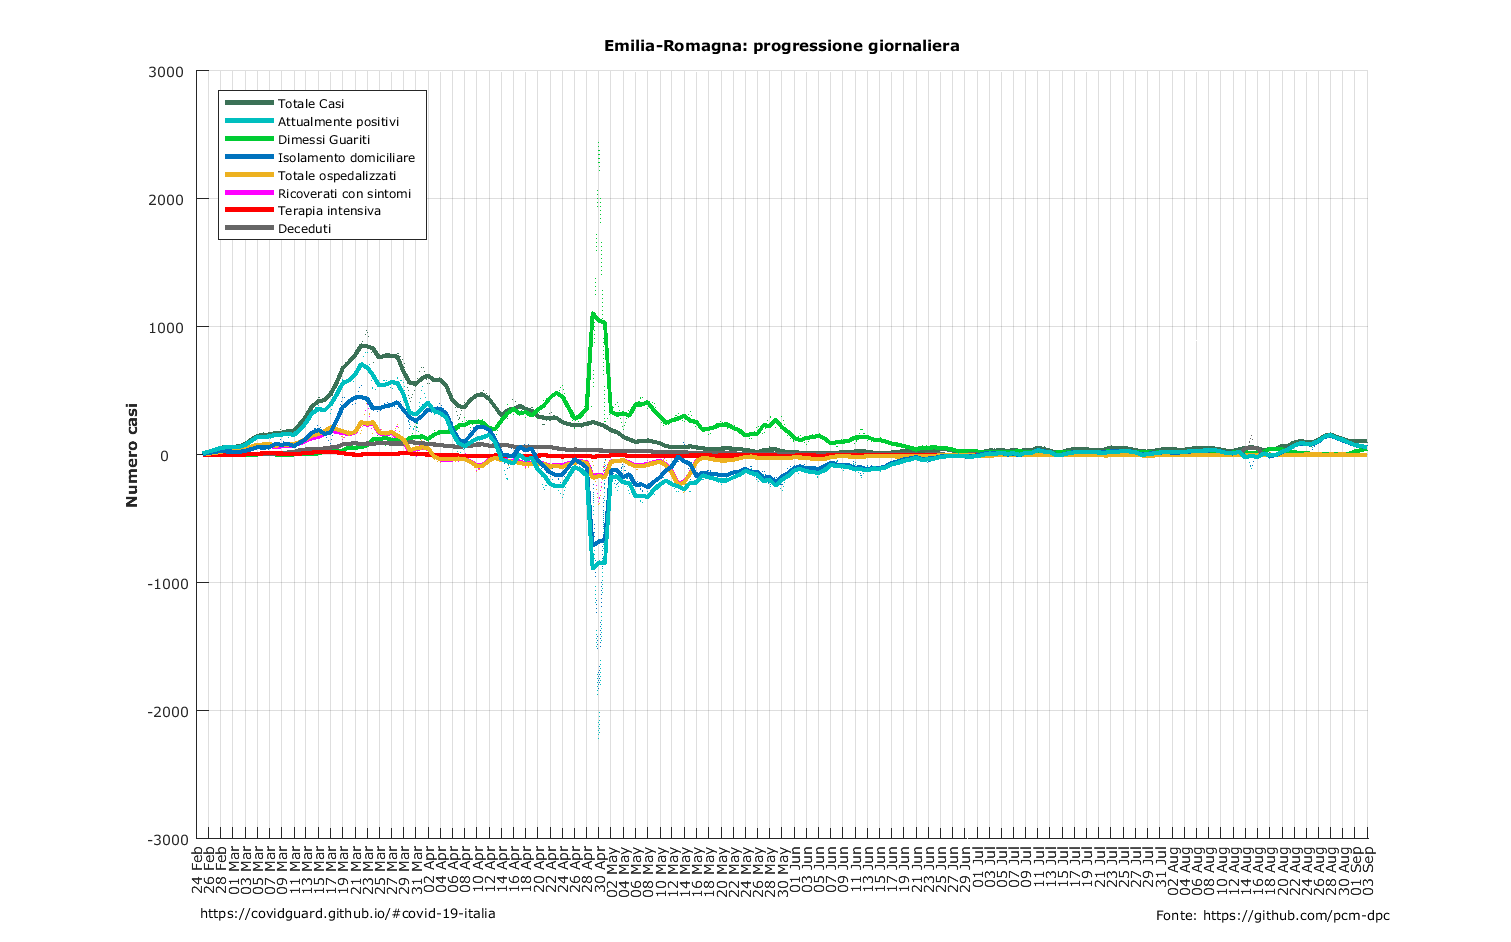 Emilia-Romagna: progressione giornaliera
3000
2000
1000
0
-1000
-2000
-3000
Numero casi
Totale Casi
Attualmente positivi
Dimessi Guariti
Isolamento domiciliare
Totale ospedalizzati
Ricoverati con sintomi
Terapia intensiva
Deceduti
24 Feb
26 Feb
28 Feb
01 Mar
03 Mar
05 Mar
07 Mar
09 Mar
11 Mar
13 Mar
15 Mar
17 Mar
19 Mar
21 Mar
23 Mar
25 Mar
27 Mar
29 Mar
31 Mar
02 Apr
04 Apr
06 Apr
08 Apr
10 Apr
12 Apr
14 Apr
16 Apr
18 Apr
20 Apr
22 Apr
24 Apr
26 Apr
28 Apr
30 Apr
02 May
04 May
06 May
08 May
10 May
12 May
14 May
16 May
18 May
20 May
22 May
24 May
26 May
28 May
30 May
01 Jun
03 Jun
05 Jun
07 Jun
09 Jun
11 Jun
13 Jun
15 Jun
17 Jun
19 Jun
21 Jun
23 Jun
25 Jun
27 Jun
29 Jun
01 Jul
03 Jul
05 Jul
07 Jul
09 Jul
11 Jul
13 Jul
15 Jul
17 Jul
19 Jul
21 Jul
23 Jul
25 Jul
27 Jul
29 Jul
31 Jul
02 Aug
04 Aug
06 Aug
08 Aug
10 Aug
12 Aug
14 Aug
16 Aug
18 Aug
20 Aug
22 Aug
24 Aug
26 Aug
28 Aug
30 Aug
01 Sep
03 Sep
https://covidguard.github.io/#covid-19-italia
Fonte: https://github.com/pcm-dpc